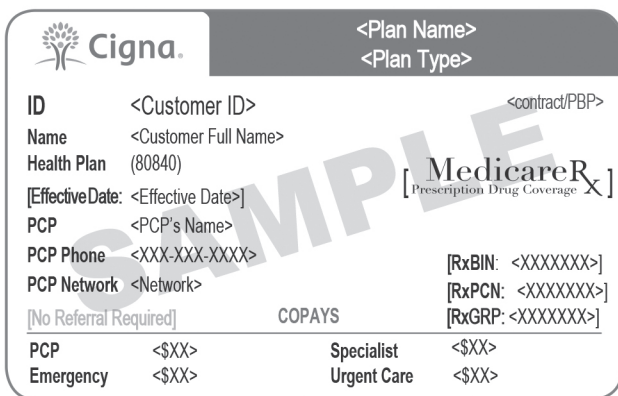 Cigna®
<Plan Name>
<Plan Type>
ID <Customer ID> <contract/PBP>
Name <Customer Full Name>
Health Plan (80840)
[Effective Date: <Effective Date>]
[MedicareRx
Prescription Drug Coverage]
PCP <PCP's Name>
PCP Phone <XXX-XXX-XXXX>
PCP Network <Network>
[RxBIN: <XXXXXXX>]
[RxPCN: <XXXXXXX>]
[RxGRP: <XXXXXXX>]
[No Referral Required] COPAYS
PCP <$XX> Specialist <$XX>
Emergency <$XX> Urgent Care <$XX>
SAMPLE